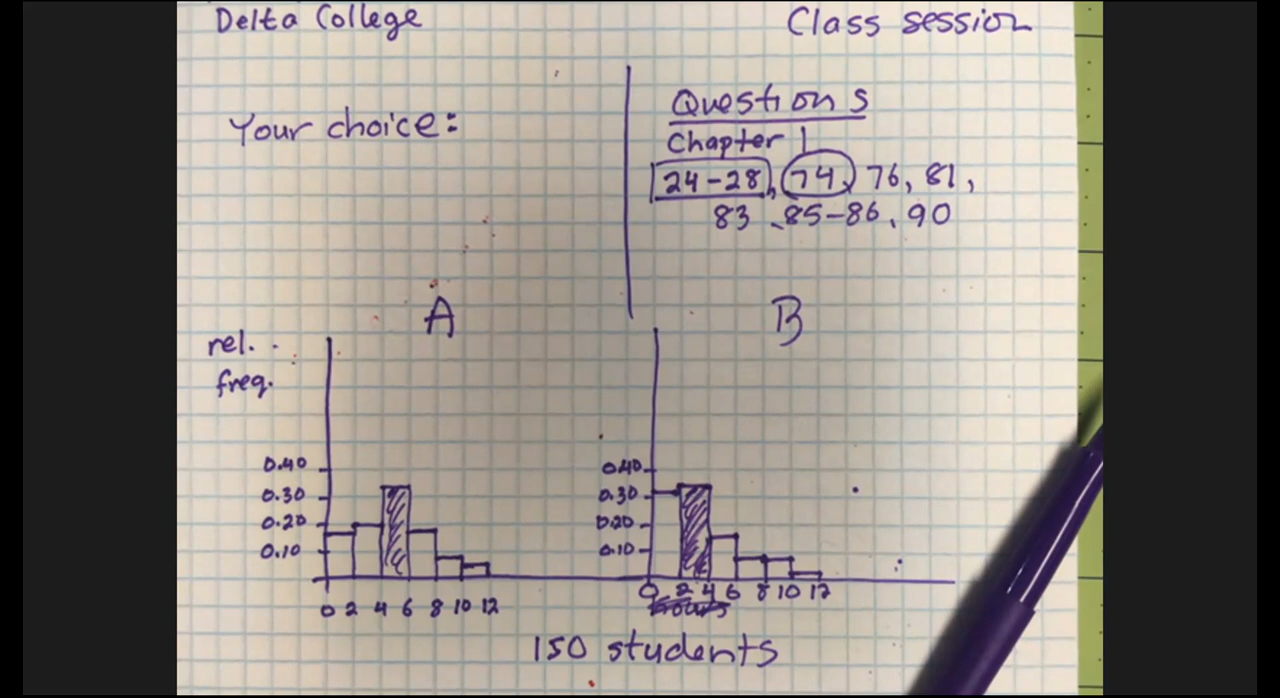 Delta College
Class session
Your choice:
Questions
Chapter 1
24-28, 74, 76, 81,
83, 85-86, 90
A
B
rel.
freq.
0.40
0.30
0.20
0.10
0 2 4 6 8 10 12
0.40
0.30
0.20
0.10
0 2 4 6 8 10 12
hours
150 students